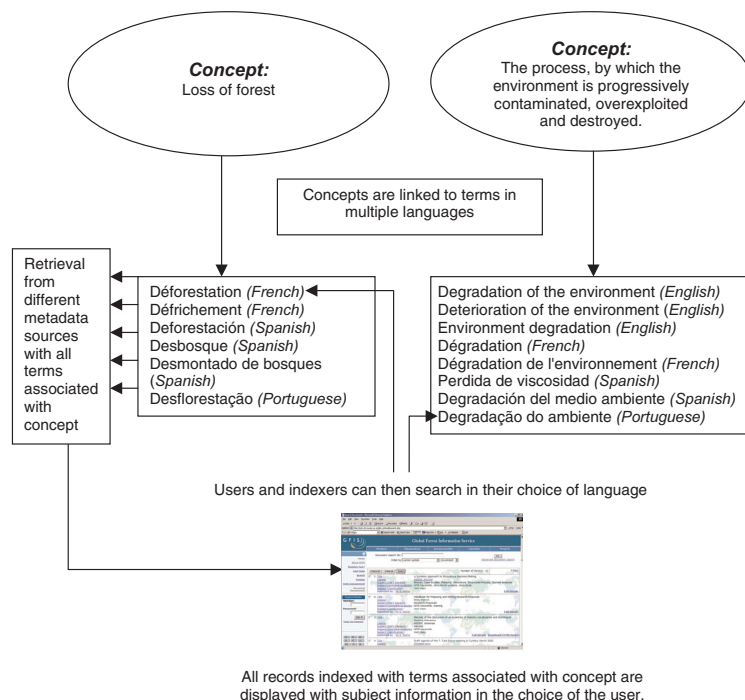 Concept:
Loss of forest
Concept:
The process, by which the
environment is progressively
contaminated, overexploited
and destroyed.
Concepts are linked to terms in
multiple languages
Retrieval
from
different
metadata
sources
with all
terms
associated
with
concept
Déforestation (French)
Défrichement (French)
Deforestación (Spanish)
Desbosque (Spanish)
Desmontado de bosques
(Spanish)
Desflorestação (Portuguese)
Degradation of the environment (English)
Deterioration of the environment (English)
Environment degradation (English)
Dégradation (French)
Dégradation de l'environnement (French)
Perdida de viscosidad (Spanish)
Degradación del medio ambiente (Spanish)
Degradação do ambiente (Portuguese)
Users and indexers can then search in their choice of language
GFIS
Global Forest Information Service
All records indexed with terms associated with concept are
displayed with subject information in the choice of the user.